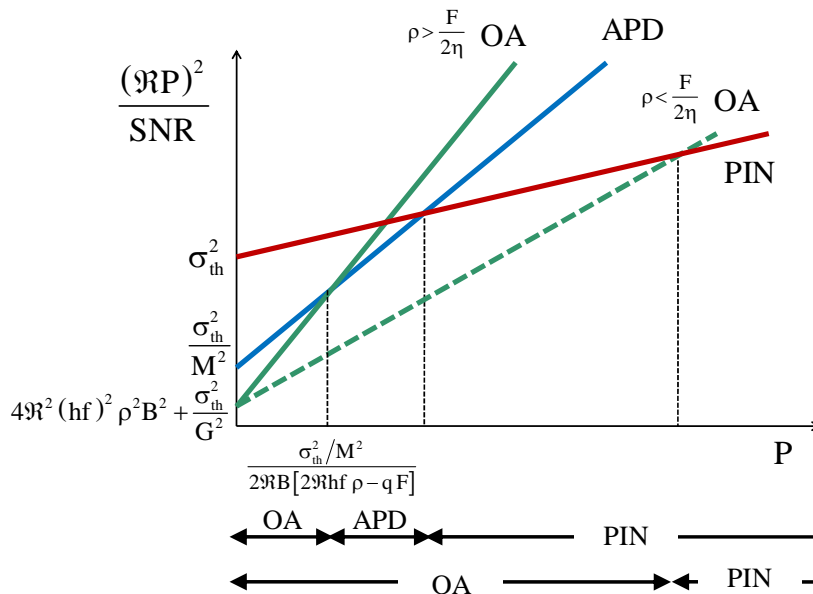 (ℜP)²/SNR
ρ > F/2η OA
APD
ρ < F/2η OA
PIN
σ²th
σ²th/M²
4ℜ²(hf)²ρ²B² + σ²th/G²
P
σ²th/M²
2ℜB[2Rhf ρ − q F]
OA APD PIN
OA PIN